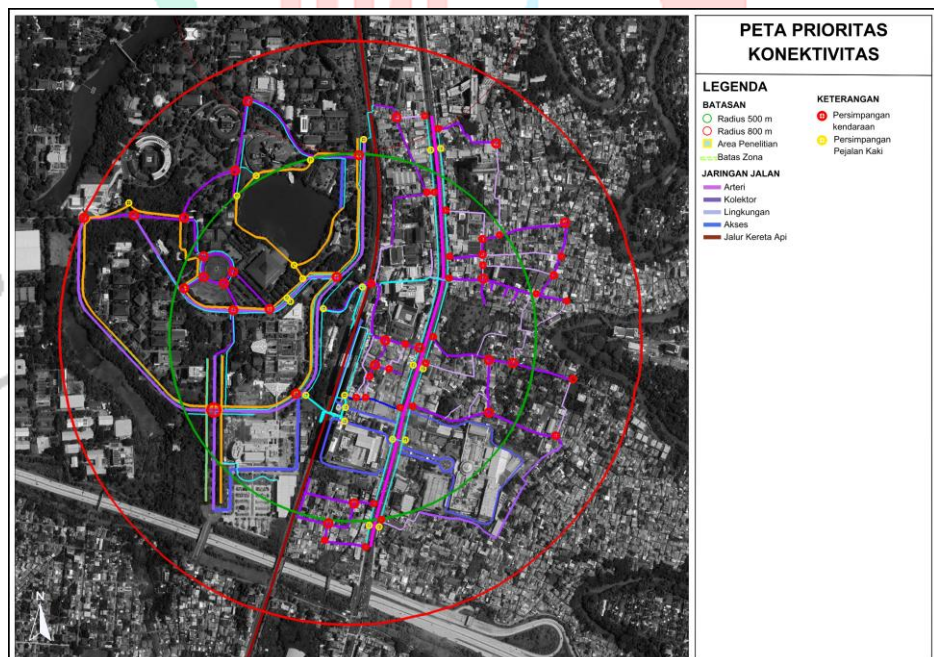 PETA PRIORITAS
KONEKTIVITAS
LEGENDA
BATASAN
Radius 500 m
Radius 800 m
Area Penelitian
Batas Zona
JARINGAN JALAN
Arteri
Kolektor
Lingkungan
Akses
Jalur Kereta Api
KETERANGAN
Persimpangan
kendaraan
Persimpangan
Pejalan Kaki
N